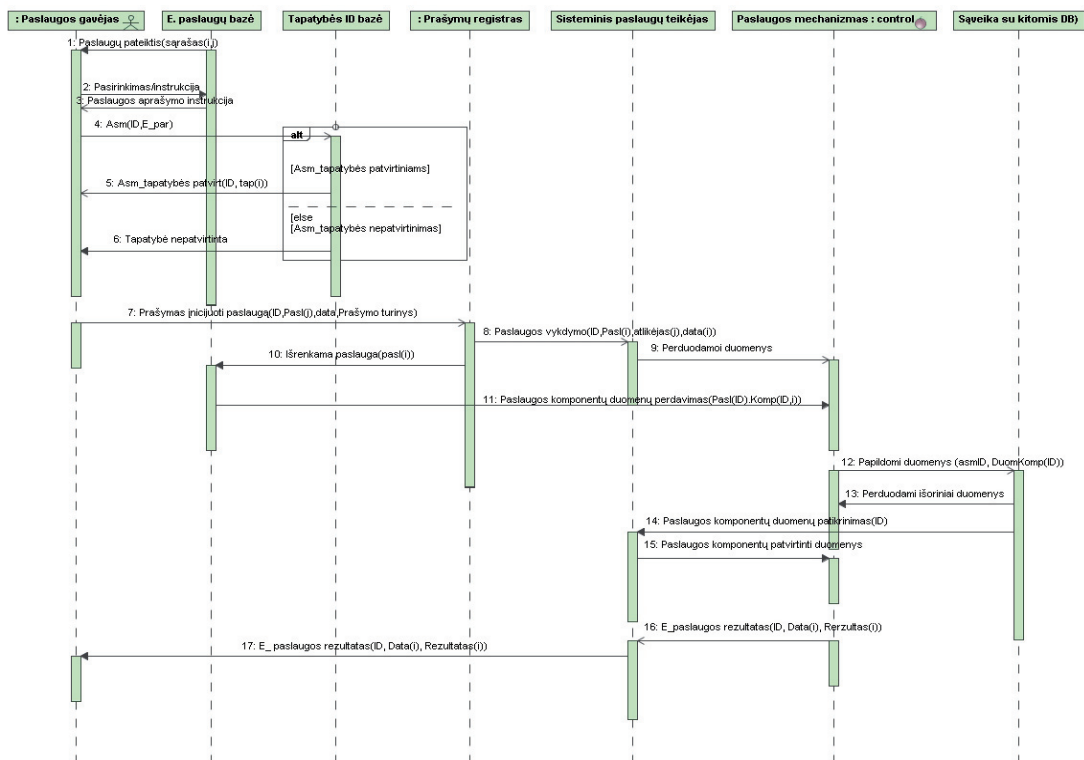 : Paslaugos gavėjas
E. paslaugų bazė
Tapatybės ID bazė
: Prašymų registras
Sisteminis paslaugų teikėjas
Paslaugos mechanizmas : control
Sąveika su kitomis DB)
1: Paslaugų pateiktis(sąrašas(i,j)
2: Pasirinkimas/instrukcija
3: Paslaugos aprašymo instrukcija
4: Asm(ID,E_par)
alt
[Asm_tapatybės patvirtiniams]
5: Asm_tapatybės patvirt(ID, tap(i))
[else
[Asm_tapatybės nepatvirtinimas]
6: Tapatybė nepatvirtinta
7: Prašymas įnicijuoti paslaugą(ID,Pasl(j),data,Prašymo turinys)
8: Paslaugos vykdymo(ID,Pasl(i),atlikėjas(j),data(i))
9: Perduodamoi duomenys
10: Išrenkama paslauga(pasl(i))
11: Paslaugos komponentų duomenų perdavimas(Pasl(ID).Komp(ID,i))
12: Papildomi duomenys (asmID, DuomKomp(ID))
13: Perduodami išoriniai duomenys
14: Paslaugos komponentų duomenų patikrinimas(ID)
15: Paslaugos komponentų patvirtinti duomenys
16: E_paslaugos rezultatas(ID, Data(i), Rerzultas(i))
17: E_ paslaugos rezultatas(ID, Data(i), Rezultatas(i))